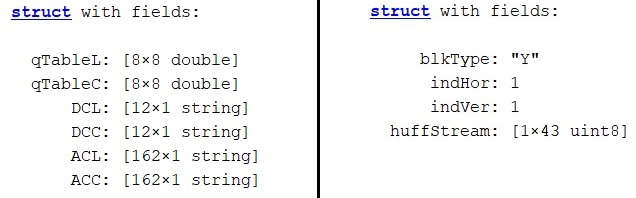 struct with fields:
qTableL: [8×8 double]
qTableC: [8×8 double]
DCL: [12×1 string]
DCC: [12×1 string]
ACL: [162×1 string]
ACC: [162×1 string]
struct with fields:
blkType: "Y"
indHor: 1
indVer: 1
huffStream: [1×43 uint8]